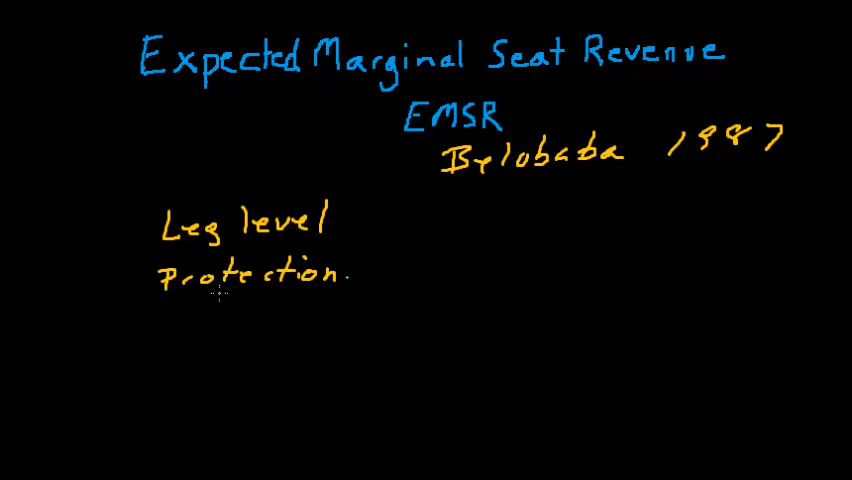 Expected Marginal Seat Revenue
EMSR
Belobaba 1987
Leg level
Protection.